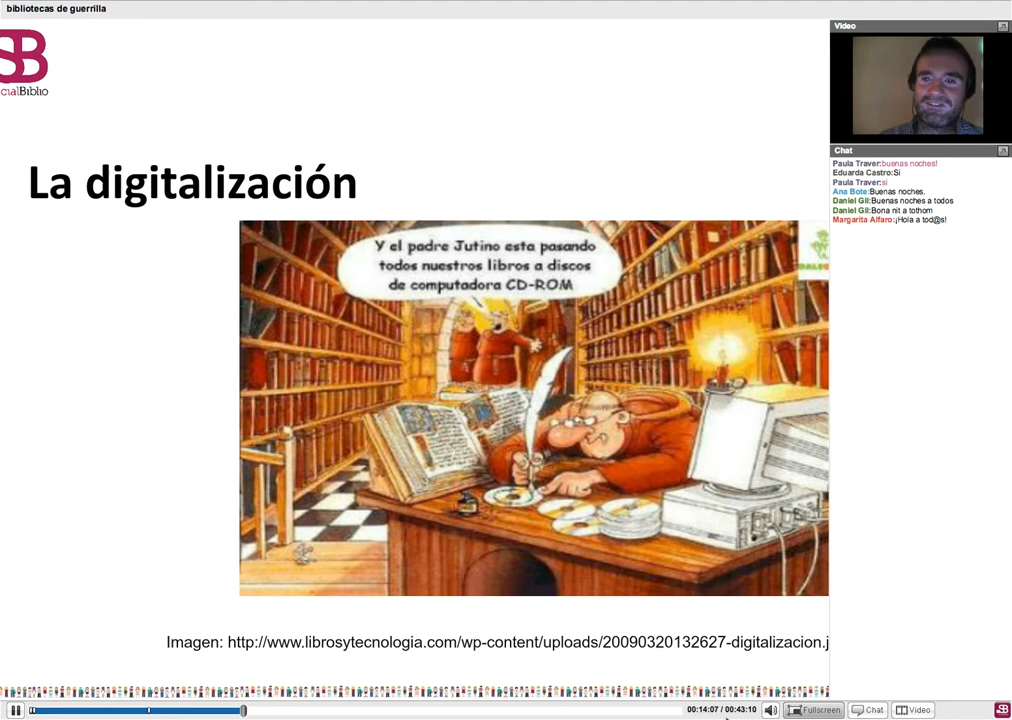 bibliotecas de guerrilla
SB
cialBiblio
La digitalización
Y el padre Jutino esta pasando
todos nuestros libros a discos
de computadora CD-ROM
Imagen: http://www.librosytecnologia.com/wp-content/uploads/20090320132627-digitalizacion.j
Video
Chat
Paula Traver:buenas noches!
Eduarda Castro:Si
Paula Traver:si
Ana Bote:Buenas noches.
Daniel Gil:Buenas noches a todos
Daniel Gil:Bona nit a tothom
Margarita Alfaro:¡Hola a tod@s!
00:14:07 / 00:43:10
Fullscreen
Chat
Video
SB